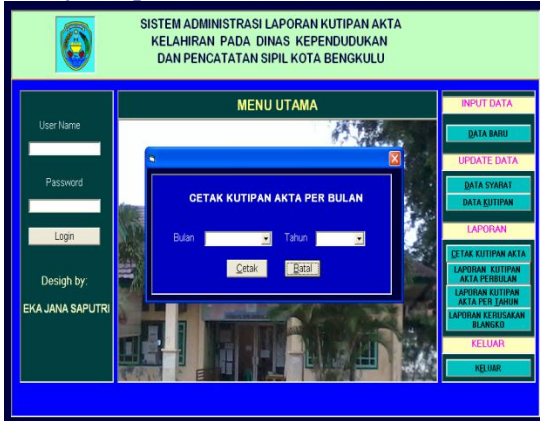 SISTEM ADMINISTRASI LAPORAN KUTIPAN AKTA
KELAHIRAN PADA DINAS KEPENDUDUKAN
DAN PENCATATAN SIPIL KOTA BENGKULU
User Name
Password
Login
Desigh by:
EKA JANA SAPUTRI
MENU UTAMA
CETAK KUTIPAN AKTA PER BULAN
Bulan
Tahun
Cetak
Batal
INPUT DATA
DATA BARU
UPDATE DATA
DATA SYARAT
DATA KUTIPAN
LAPORAN
CETAK KUTIPAN AKTA
LAPORAN KUTIPAN
AKTA PERBULAN
LAPORAN KUTIPAN
AKTA PER TAHUN
LAPORAN KERUSAKAN
BLANGKO
KELUAR
KELUAR